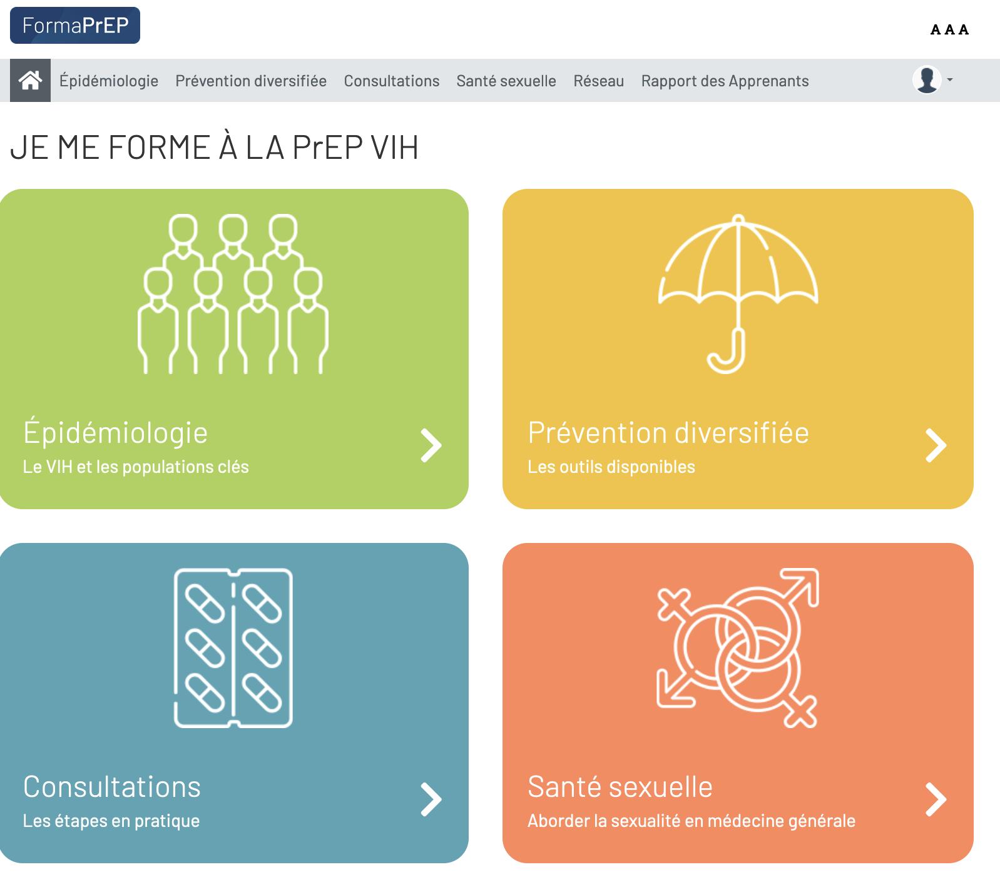 FormaPrEP
A A A
Épidémiologie Prévention diversifiée Consultations Santé sexuelle Réseau Rapport des Apprenants
JE ME FORME À LA PrEP VIH
Épidémiologie
Le VIH et les populations clés
Prévention diversifiée
Les outils disponibles
Consultations
Les étapes en pratique
Santé sexuelle
Aborder la sexualité en médecine générale